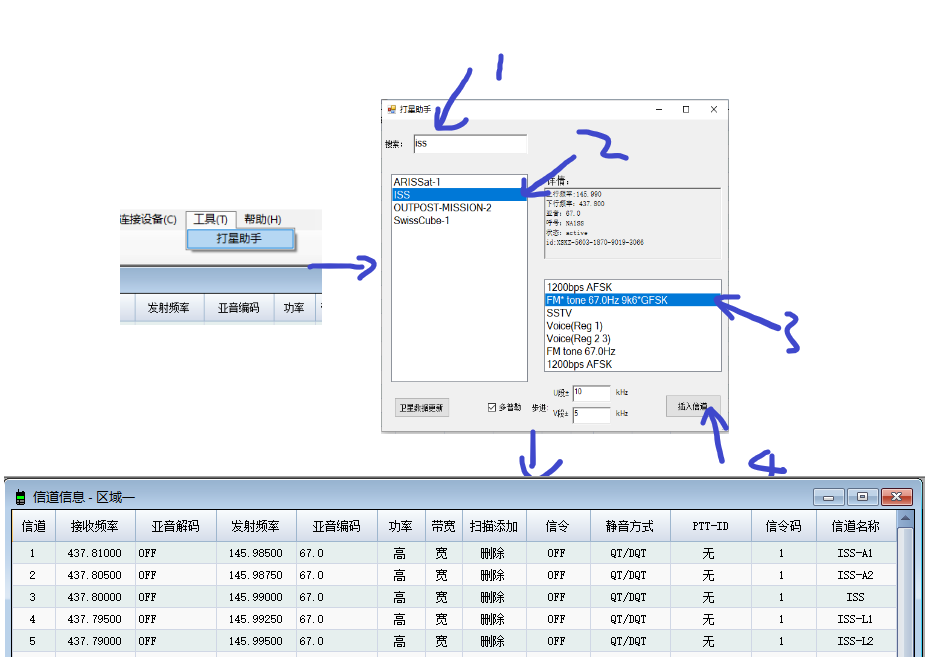 1
打星助手
搜索: ISS
2
ARISSat-1
ISS
OUTPOST-MISSION-2
SwissCube-1
详情:
上行频率:145.990
下行频率: 437.800
亚音: 67.0
呼号: NA1SS
状态: active
id:XSKZ-5603-1870-9019-3066
连接设备(C) 工具(T) 帮助(H)
打星助手
发射频率 亚音编码 功率
1200bps AFSK
FM* tone 67.0Hz 9k6*GFSK
SSTV
Voice(Reg 1)
Voice(Reg 2 3)
FM tone 67.0Hz
1200bps AFSK
3
卫星数据更新 多普勒 步进: U段± 10 kHz
V段± 5 kHz
插入信道
4
信道信息 - 区域一
信道 接收频率 亚音解码 发射频率 亚音编码 功率 带宽 扫描添加 信令 静音方式 PTT-ID 信令码 信道名称
1 437.81000 OFF 145.98500 67.0 高 宽 删除 OFF QT/DQT 无 1 ISS-A1
2 437.80500 OFF 145.98750 67.0 高 宽 删除 OFF QT/DQT 无 1 ISS-A2
3 437.80000 OFF 145.99000 67.0 高 宽 删除 OFF QT/DQT 无 1 ISS
4 437.79500 OFF 145.99250 67.0 高 宽 删除 OFF QT/DQT 无 1 ISS-L1
5 437.79000 OFF 145.99500 67.0 高 宽 删除 OFF QT/DQT 无 1 ISS-L2